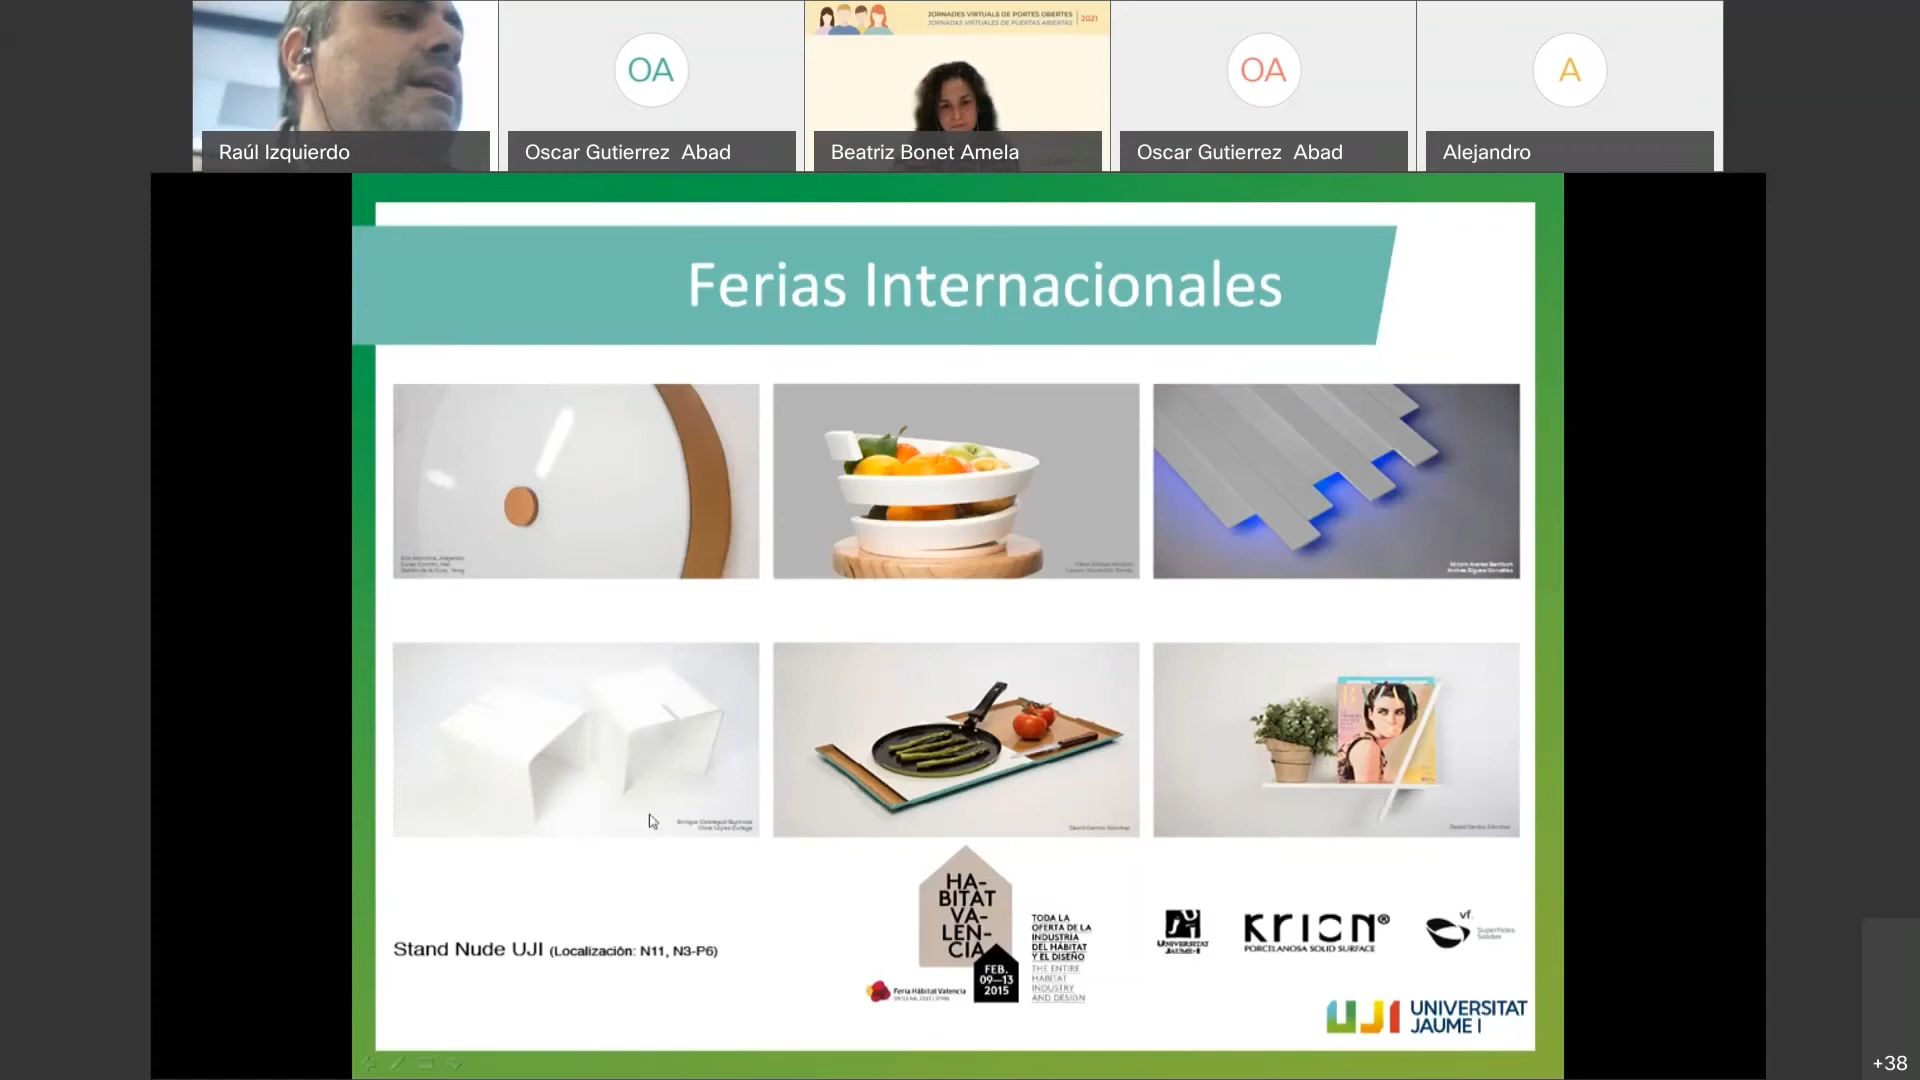 JORNADES VIRTUALS DE PORTES OBERTES
JORNADAS VIRTUALES DE PUERTAS ABIERTAS
2021
OA
OA
A
Raúl Izquierdo
Oscar Gutierrez Abad
Beatriz Bonet Amela
Oscar Gutierrez Abad
Alejandro
Ferias Internacionales
HA-
BITAT
VA-
LEN-
CIA
FEB.
09—13
2015
TODA LA
OFERTA DE LA
INDUSTRIA
DEL HÁBITAT
Y EL DISEÑO
THE ENTIRE
HABITAT
INDUSTRY
AND DESIGN
Feria Hábitat Valencia
Stand Nude UJI (Localización: N11, N3-P6)
UNIVERSITAT
JAUME·I
KRION®
PORCELANOSA SOLID SURFACE
vf.
Superficies
Sólidas
UJI UNIVERSITAT
JAUME I
+38